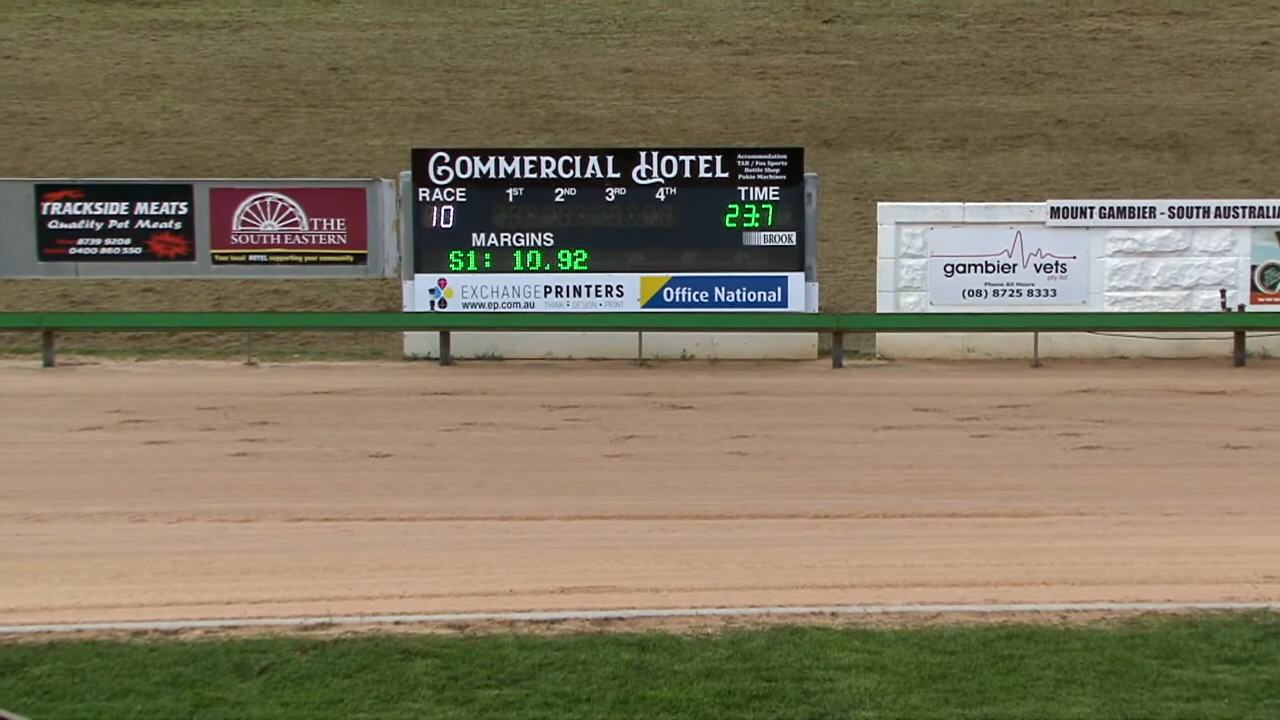 TRACKSIDE MEATS
Quality Pet Meats
8739 9208
0400 860 550
THE
SOUTH EASTERN
Your local HOTEL supporting your community
COMMERCIAL HOTEL
Accommodation
TAB / Fox Sports
Bottle Shop
Pokie Machines
RACE 1ST 2ND 3RD 4TH TIME
10 23.7
MARGINS
BROOK
S1: 10.92
EXCHANGEPRINTERS
www.ep.com.au THINK · DESIGN · PRINT
Office National
MOUNT GAMBIER - SOUTH AUSTRALIA
gambier vets
pty ltd
Phone All Hours
(08) 8725 8333